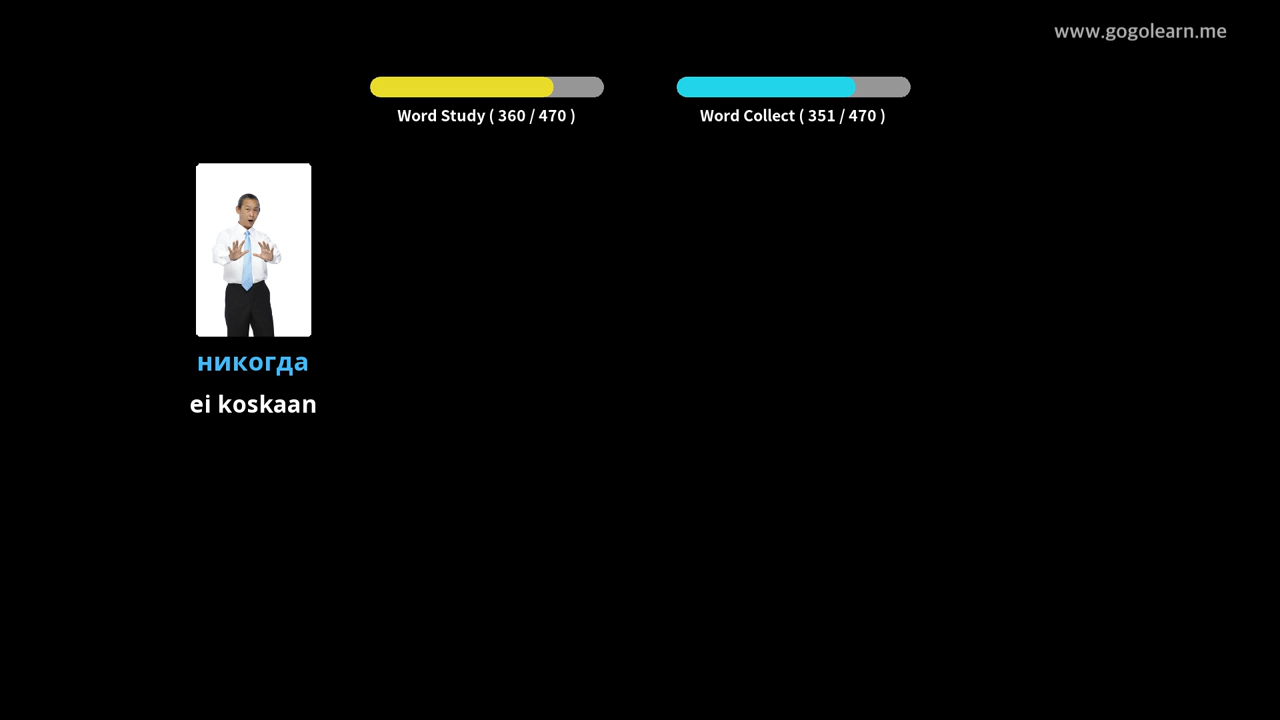 www.gogolearn.me
Word Study ( 360 / 470 )
Word Collect ( 351 / 470 )
никогда
ei koskaan